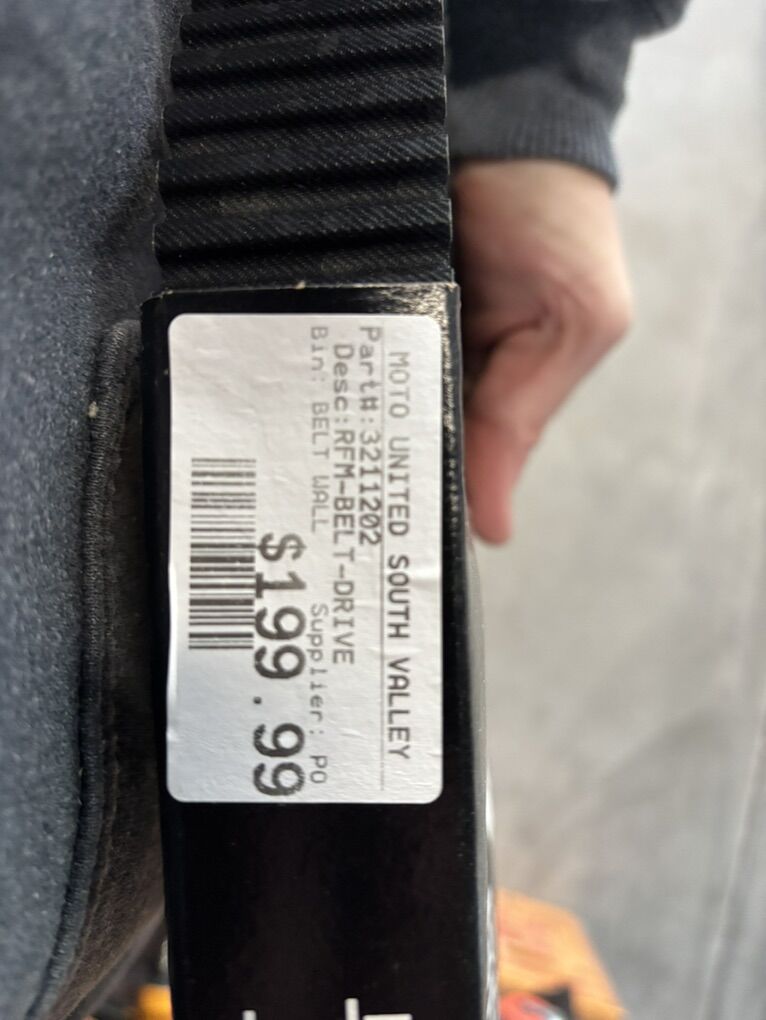 MOTO UNITED SOUTH VALLEY
Part#:3211202
Desc:RFM-BELT-DRIVE
Bin: BELT WALL Supplier: PO
$199.99